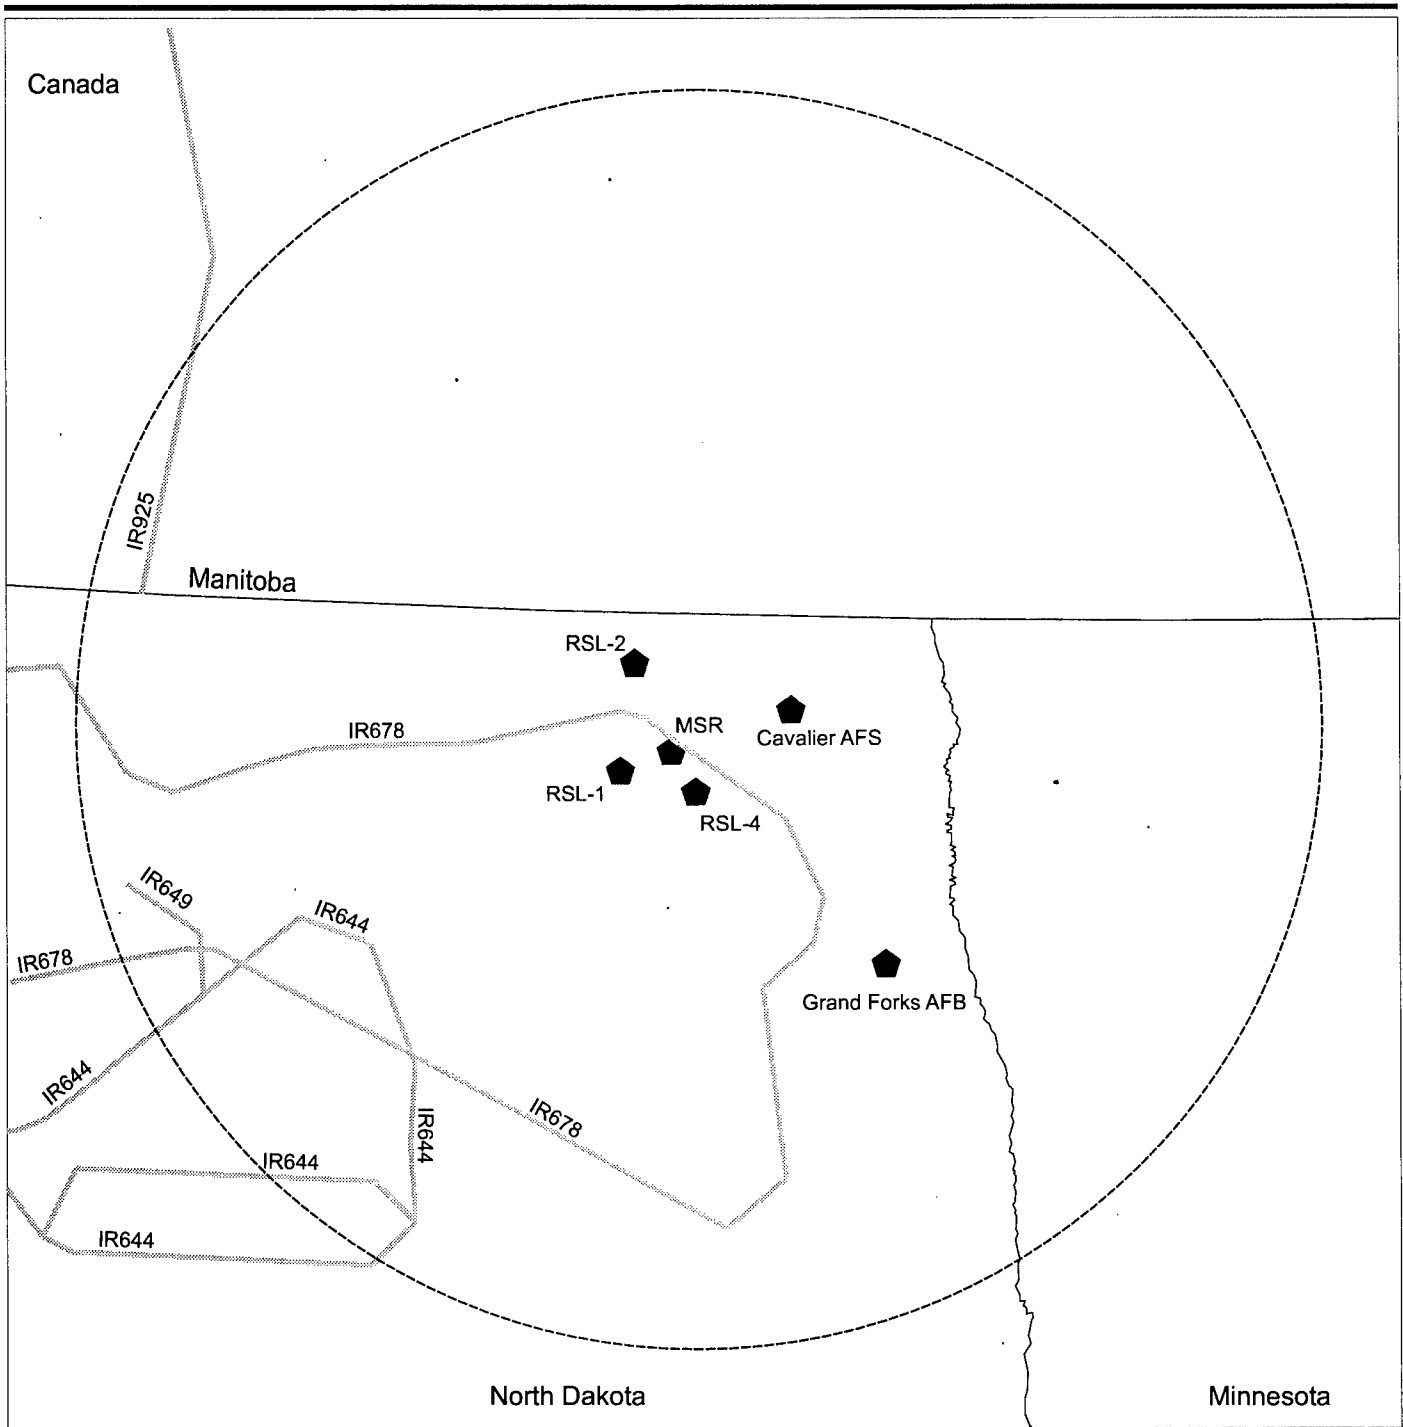 Canada
IR925
Manitoba
RSL-2
IR678
MSR
Cavalier AFS
RSL-1
RSL-4
IR649
IR644
IR678
Grand Forks AFB
IR644
IR678
IR644
IR644
IR644
North Dakota
Minnesota